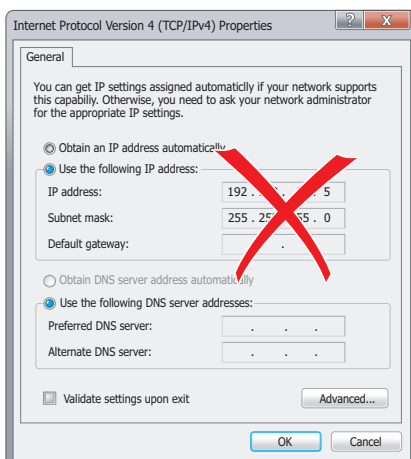 Internet Protocol Version 4 (TCP/IPv4) Properties ? X
General
You can get IP settings assigned automaticlly if your network supports
this capabiliy. Otherwise, you need to ask your network administrator
for the appropriate IP settings.
Obtain an IP address automatically
Use the following IP address:
IP address: 192 . . . 5
Subnet mask: 255 . . . 0
Default gateway: .
Obtain DNS server address automatically
Use the following DNS server addresses:
Preferred DNS server: . . .
Alternate DNS server: . . .
Validate settings upon exit Advanced...
OK Cancel